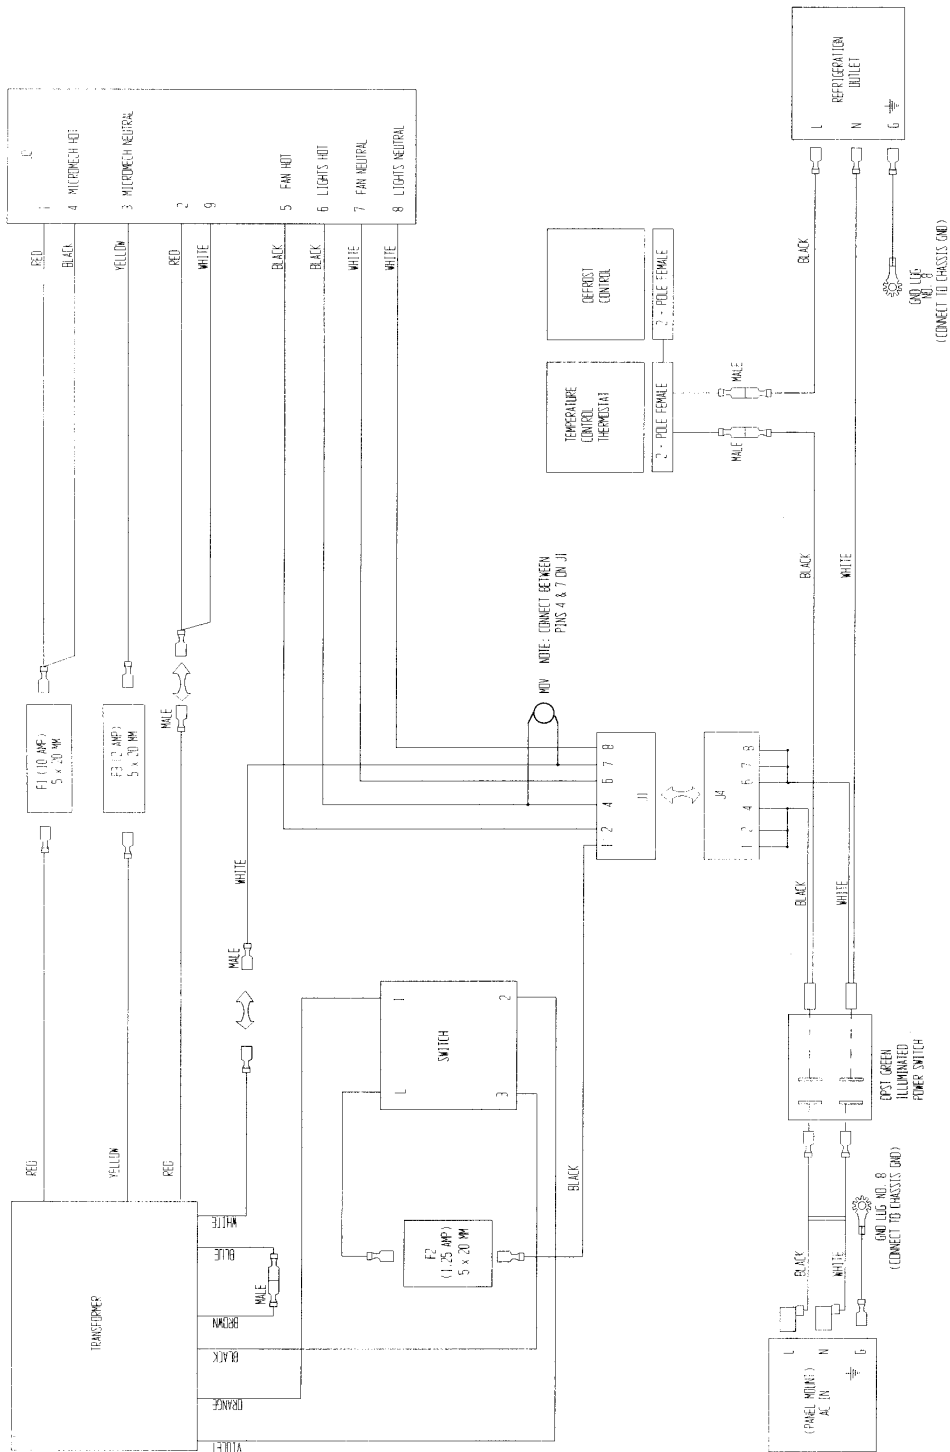 J2
1
4 MICROMECH HOT
3 MICROMECH NEUTRAL
2
9
5 FAN HOT
6 LIGHTS HOT
7 FAN NEUTRAL
8 LIGHTS NEUTRAL
RED
BLACK
YELLOW
RED
WHITE
BLACK
BLACK
WHITE
WHITE
F1 (10 AMP)
5 x 20 MM
F3 (2 AMP)
5 x 20 MM
MALE
RED
YELLOW
RED
TRANSFORMER
WHITE
BLUE
BROWN
BLACK
ORANGE
VIOLET
MALE
WHITE
MALE
SWITCH
1
2
L
3
F2
(1.25 AMP)
5 x 20 MM
BLACK
MOV NOTE: CONNECT BETWEEN
PINS 4 & 7 ON J1
J1
1 2 4 6 7 8
J4
1 2 4 6 7 8
REFRIGERATION
OUTLET
L
N
G
BLACK
GND LUG
NO. 8
(CONNECT TO CHASSIS GND)
DEFROST
CONTROL
2 - POLE FEMALE
TEMPERATURE
CONTROL
THERMOSTAT
2 - POLE FEMALE
MALE
MALE
BLACK
WHITE
BLACK
WHITE
DPST GREEN
ILLUMINATED
POWER SWITCH
BLACK
WHITE
GND LUG NO. 8
(CONNECT TO CHASSIS GND)
(PANEL MOUNT)
AC IN
L
N
G